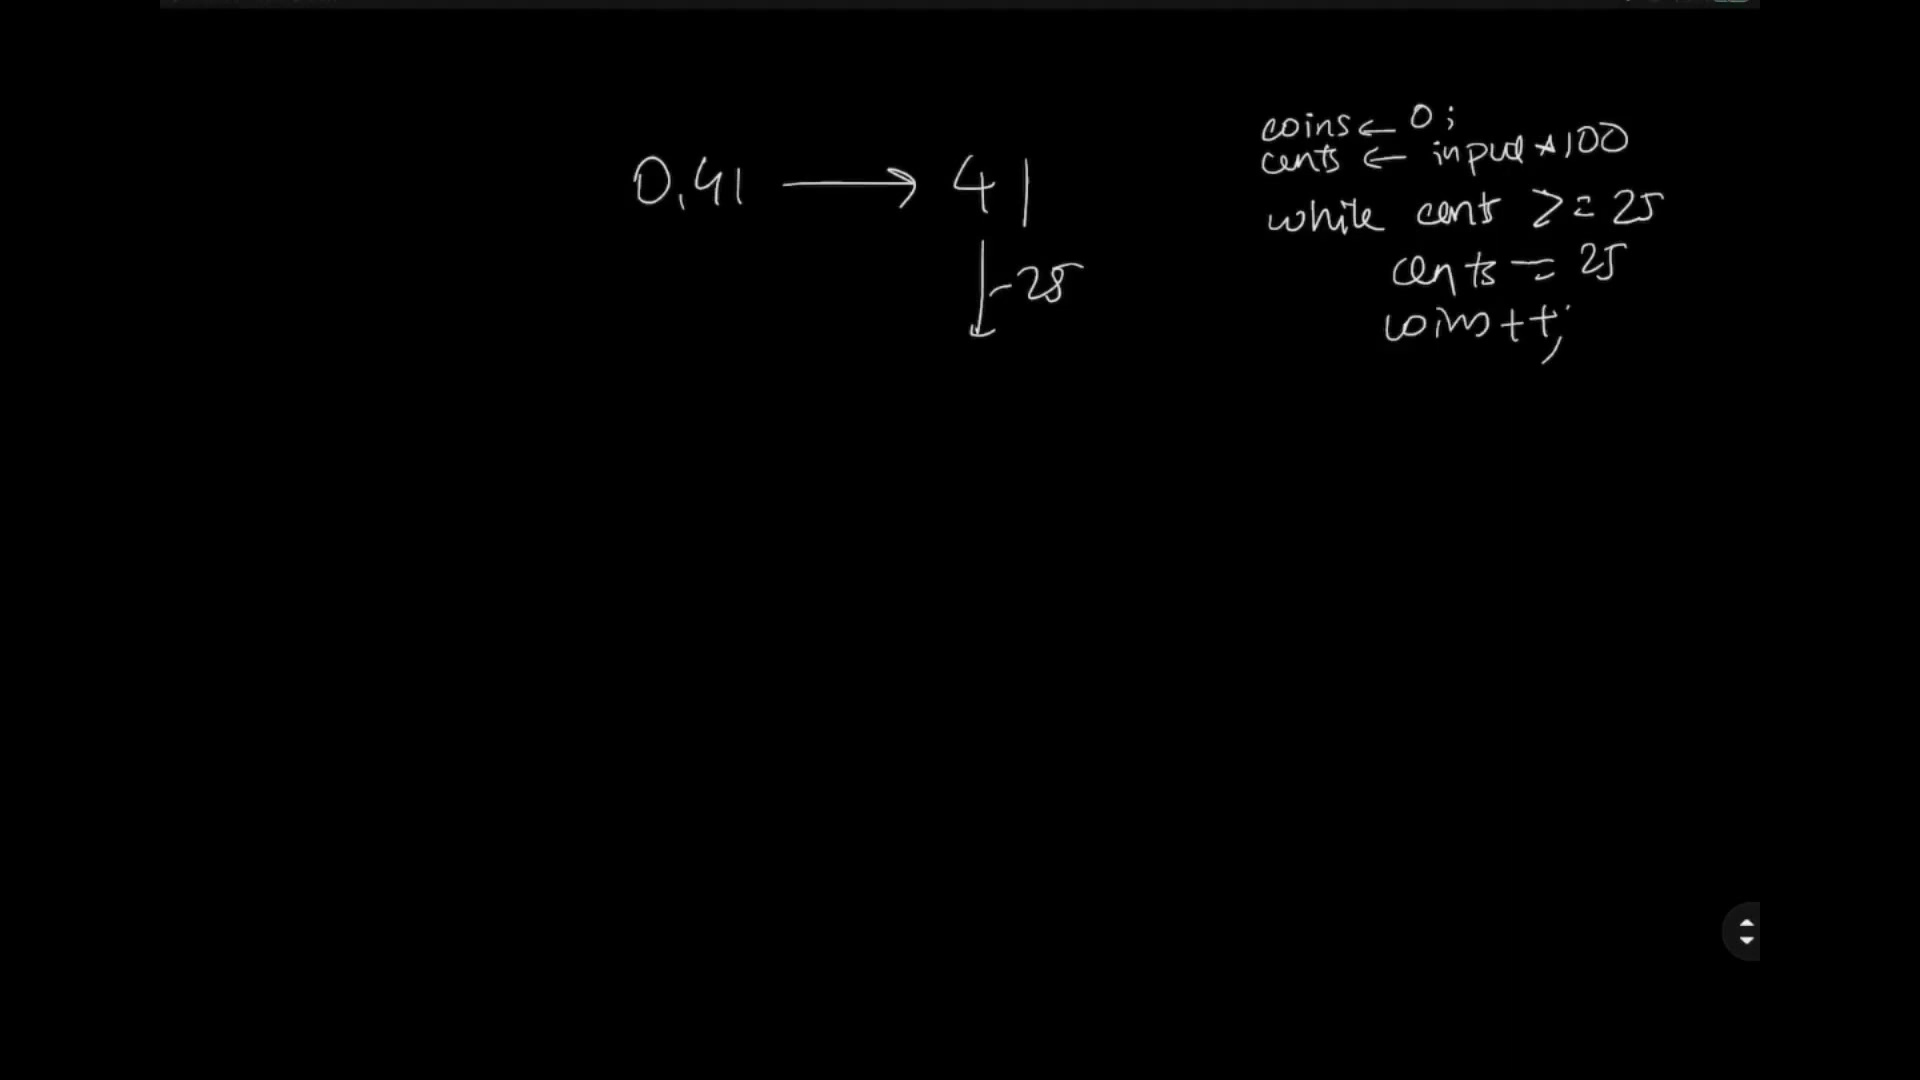 0.41 → 41
-25
coins ← 0;
cents ← input * 100
while cents >= 25
cents -= 25
coins++;